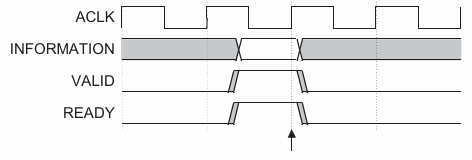 ACLK
INFORMATION
VALID
READY